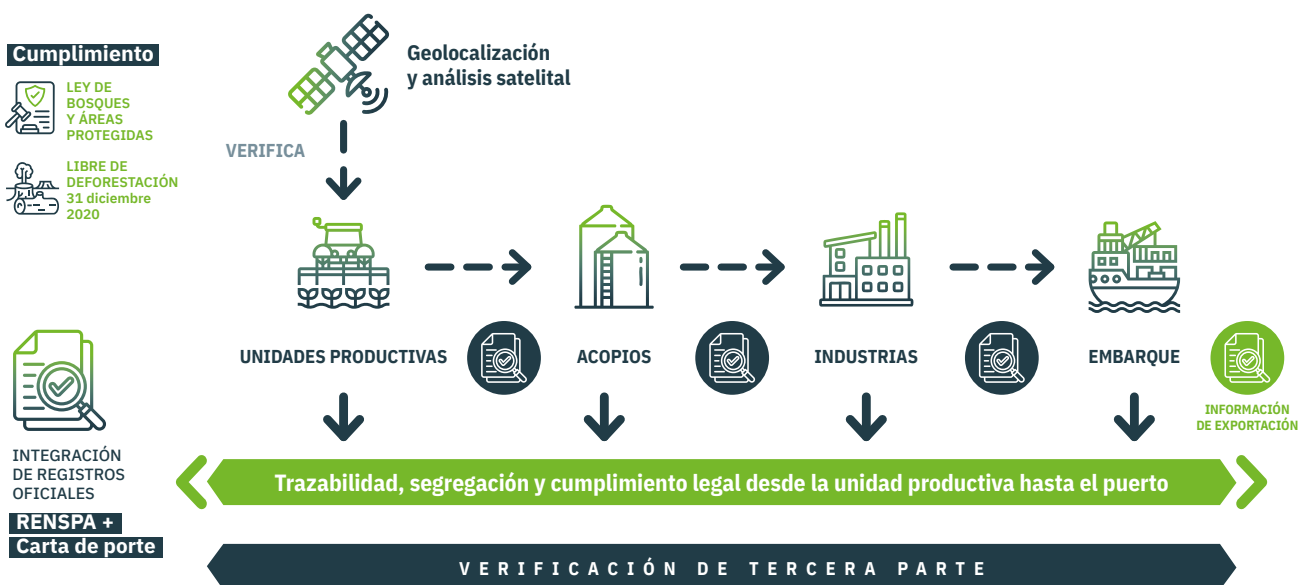 Cumplimiento
LEY DE
BOSQUES
Y ÁREAS
PROTEGIDAS
LIBRE DE
DEFORESTACIÓN
31 diciembre
2020
Geolocalización
y análisis satelital
VERIFICA
UNIDADES PRODUCTIVAS
ACOPIOS
INDUSTRIAS
EMBARQUE
INFORMACIÓN
DE EXPORTACIÓN
INTEGRACIÓN
DE REGISTROS
OFICIALES
RENSPA +
Carta de porte
Trazabilidad, segregación y cumplimiento legal desde la unidad productiva hasta el puerto
VERIFICACIÓN DE TERCERA PARTE